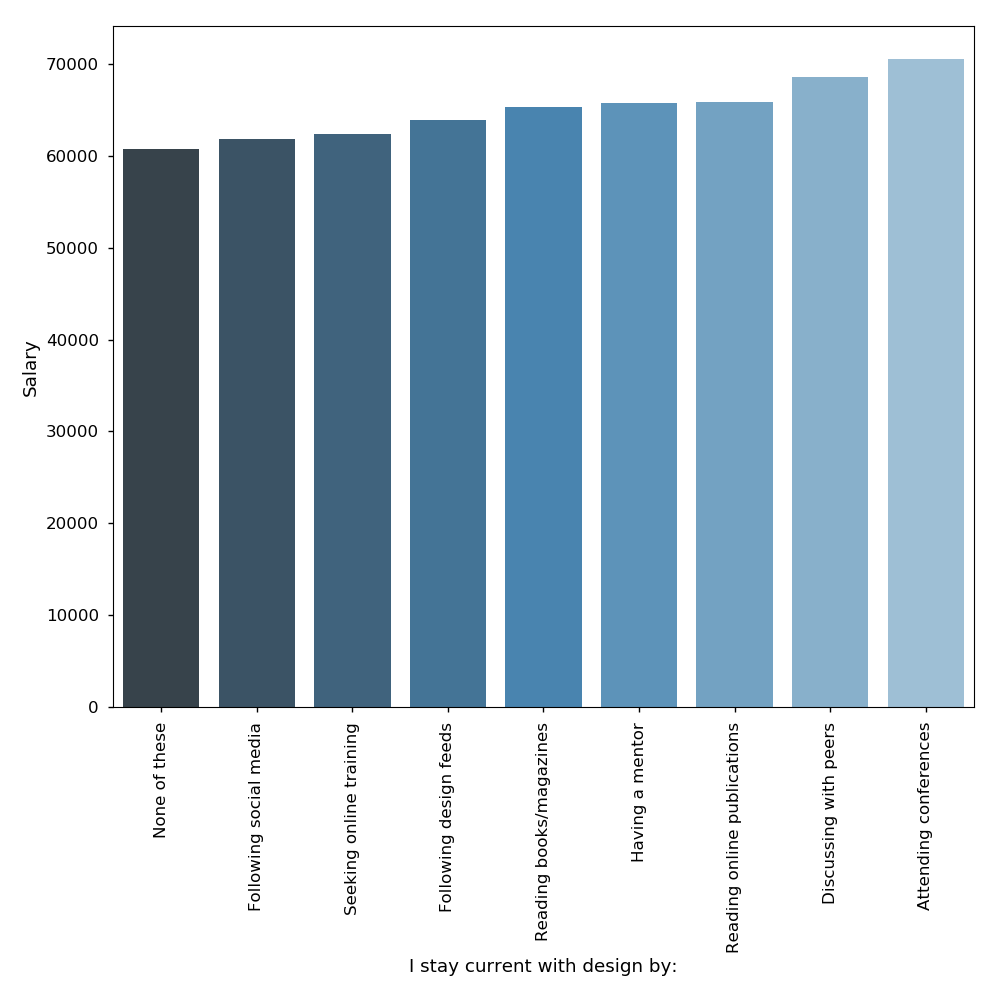 70000
60000
50000
40000
30000
20000
10000
0
Salary
None of these
Following social media
Seeking online training
Following design feeds
Reading books/magazines
Having a mentor
Reading online publications
Discussing with peers
Attending conferences
I stay current with design by: